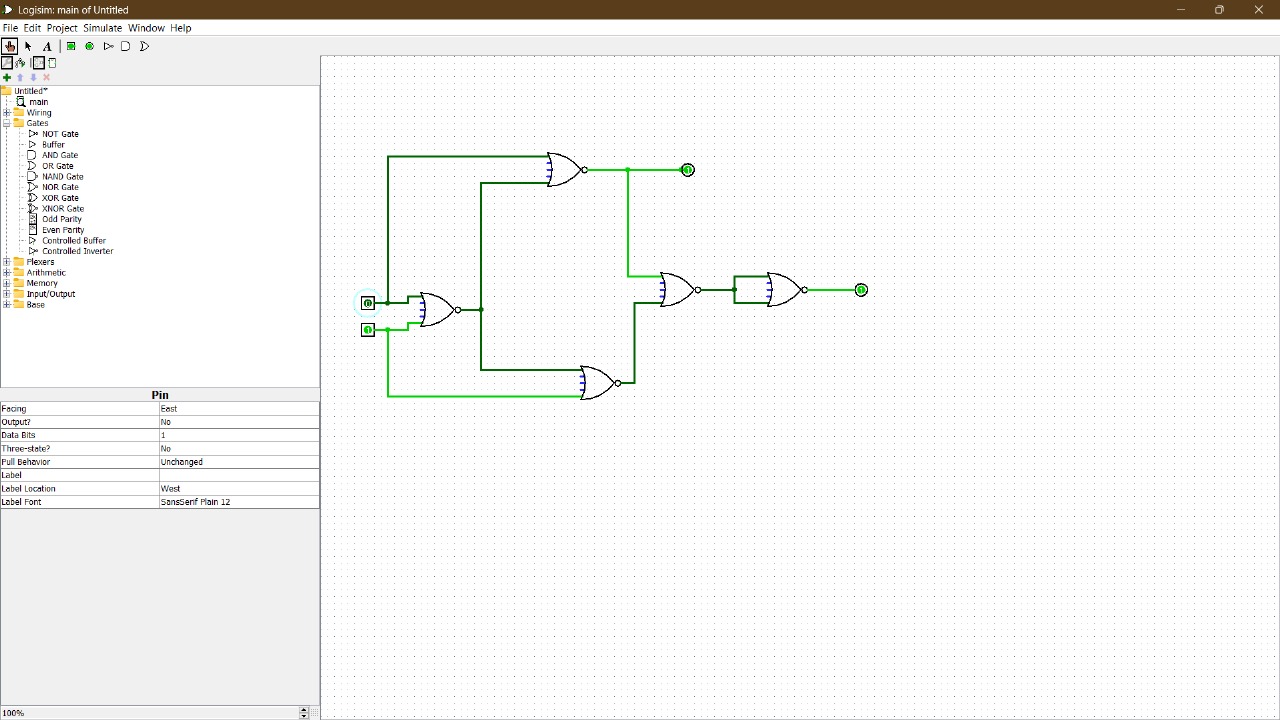 Logisim: main of Untitled
File Edit Project Simulate Window Help
A
Untitled*
main
Wiring
Gates
NOT Gate
Buffer
AND Gate
OR Gate
NAND Gate
NOR Gate
XOR Gate
XNOR Gate
Odd Parity
Even Parity
Controlled Buffer
Controlled Inverter
Plexers
Arithmetic
Memory
Input/Output
Base
Pin
Facing East
Output? No
Data Bits 1
Three-state? No
Pull Behavior Unchanged
Label
Label Location West
Label Font SansSerif Plain 12
100%
1
0
1
1